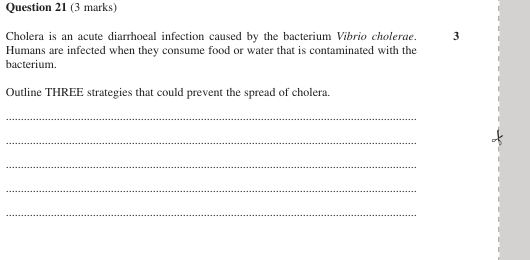 Question 21 (3 marks)
Cholera is an acute diarrhoeal infection caused by the bacterium Vibrio cholerae. 3
Humans are infected when they consume food or water that is contaminated with the
bacterium.
Outline THREE strategies that could prevent the spread of cholera.